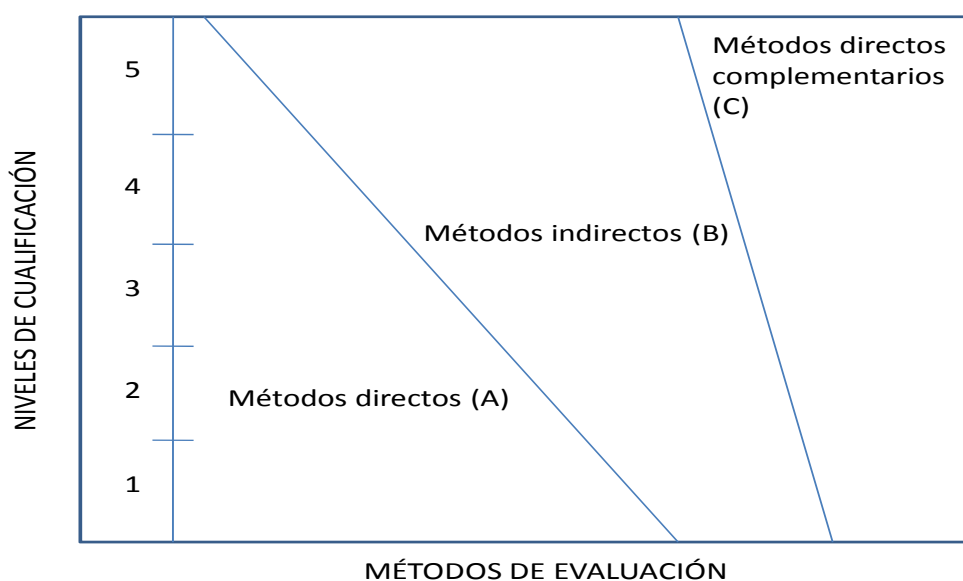 Métodos directos
complementarios
(C)
5
4
Métodos indirectos (B)
3
2
Métodos directos (A)
1
NIVELES DE CUALIFICACIÓN
MÉTODOS DE EVALUACIÓN